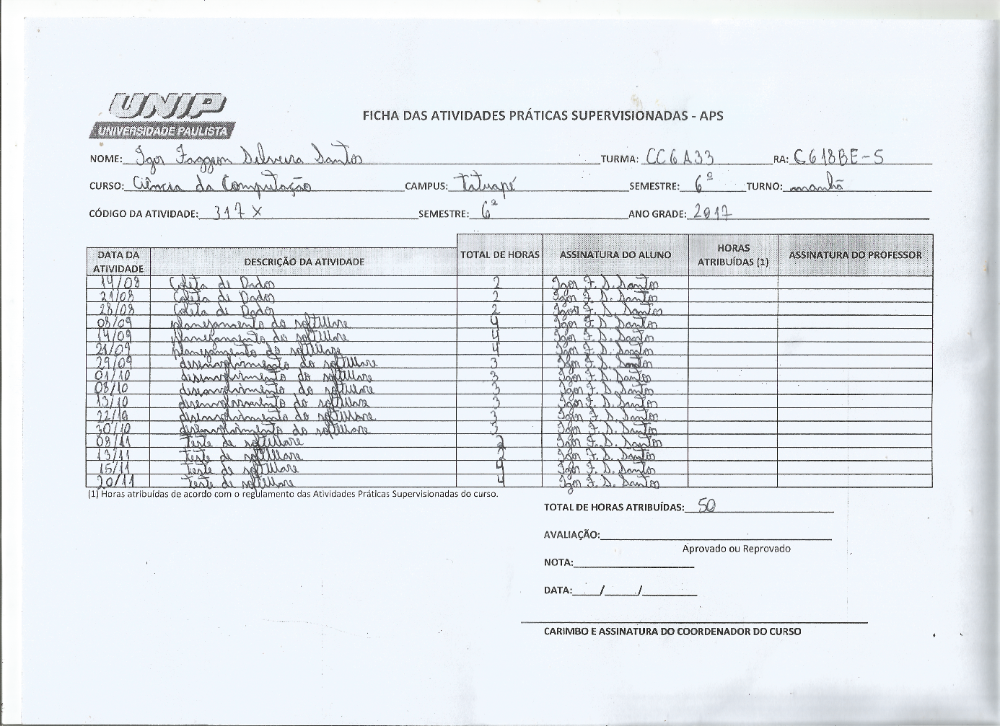 UNIP
UNIVERSIDADE PAULISTA
FICHA DAS ATIVIDADES PRÁTICAS SUPERVISIONADAS - APS
NOME: Igor Faggion Silveira Santos TURMA: CC6A33 RA: C618BE-5
CURSO: Ciência da Computação CAMPUS: Tatuapé SEMESTRE: 6º TURNO: manhã
CÓDIGO DA ATIVIDADE: 317X SEMESTRE: 6º ANO GRADE: 2017
DATA DA ATIVIDADE DESCRIÇÃO DA ATIVIDADE TOTAL DE HORAS ASSINATURA DO ALUNO HORAS ATRIBUÍDAS (1) ASSINATURA DO PROFESSOR
14/08 Coleta de Dados 2 Igor F. S. Santos
21/08 Coleta de Dados 2 Igor F. S. Santos
28/08 Coleta de Dados 2 Igor F. S. Santos
08/09 planejamento do software 4 Igor F. S. Santos
14/09 planejamento do software 4 Igor F. S. Santos
21/09 planejamento do software 4 Igor F. S. Santos
29/09 desenvolvimento do software 3 Igor F. S. Santos
01/10 desenvolvimento do software 3 Igor F. S. Santos
08/10 desenvolvimento do software 3 Igor F. S. Santos
13/10 desenvolvimento do software 3 Igor F. S. Santos
22/10 desenvolvimento do software 3 Igor F. S. Santos
30/10 desenvolvimento do software 3 Igor F. S. Santos
08/11 Teste de software 2 Igor F. S. Santos
13/11 Teste de software 2 Igor F. S. Santos
15/11 Teste de software 4 Igor F. S. Santos
20/11 Teste de software 4 Igor F. S. Santos
(1) Horas atribuídas de acordo com o regulamento das Atividades Práticas Supervisionadas do curso.
TOTAL DE HORAS ATRIBUÍDAS: 50
AVALIAÇÃO:
Aprovado ou Reprovado
NOTA:
DATA: / /
CARIMBO E ASSINATURA DO COORDENADOR DO CURSO